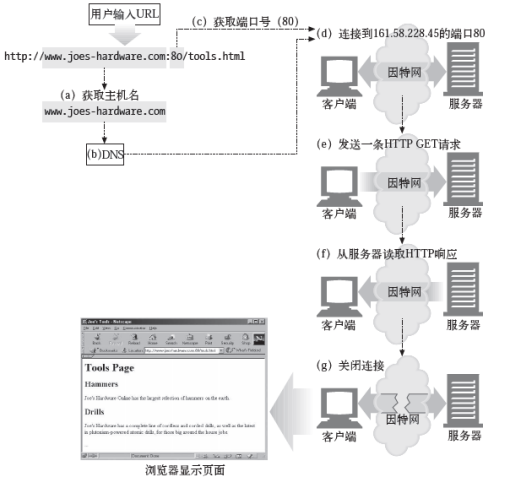 用户输入URL
(c) 获取端口号（80）
http://www.joes-hardware.com:80/tools.html
(d) 连接到161.58.228.45的端口80
因特网
客户端
服务器
(a) 获取主机名
www.joes-hardware.com
(b)DNS
(e) 发送一条HTTP GET请求
因特网
客户端
服务器
(f) 从服务器读取HTTP响应
因特网
客户端
服务器
(g) 关闭连接
因特网
客户端
服务器
Joe's Tools - Netscape
Tools Page
Hammers
Joe's Hardware Online has the largest selection of hammers on the earth.
Drills
Joe's Hardware has a complete line of cordless and corded drills, as well as the latest
in plutonium-powered atomic drills, for those big around the house jobs.
浏览器显示页面